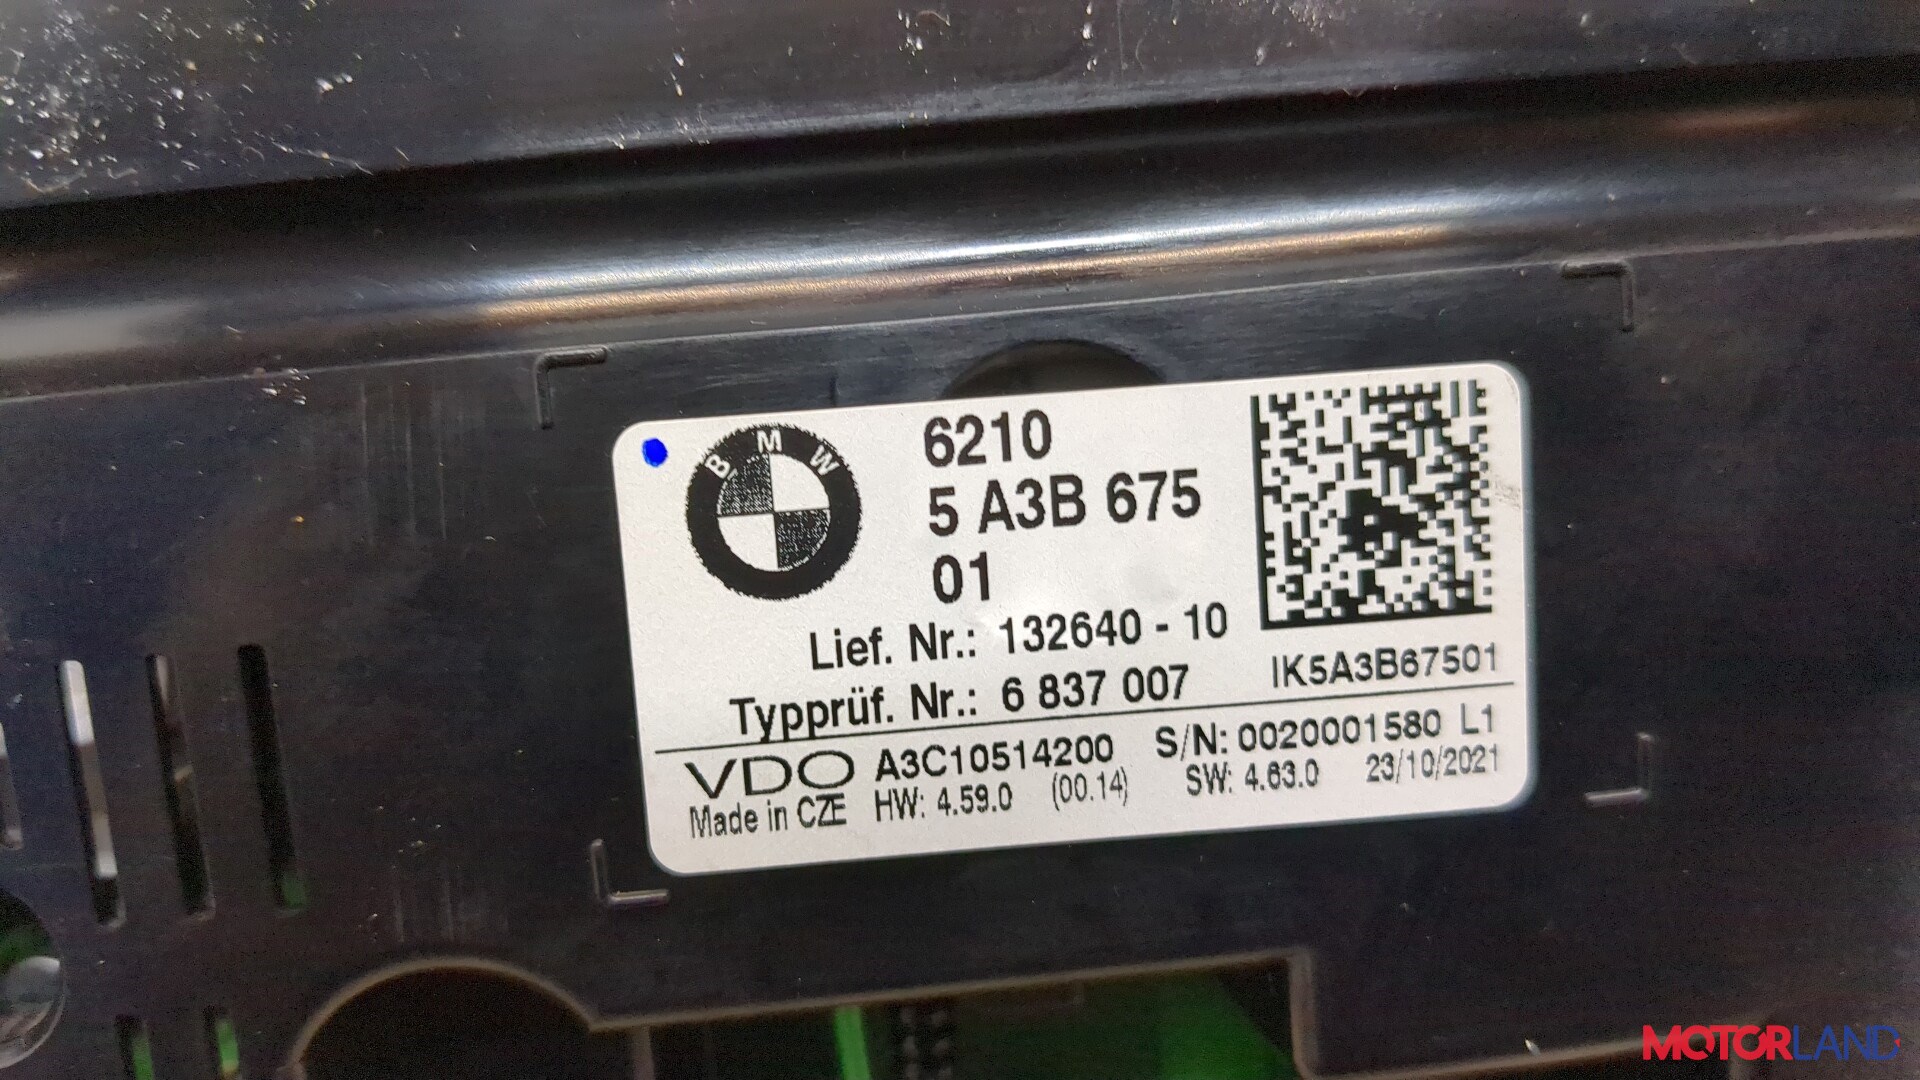 BMW
6210
5 A3B 675
01
Lief. Nr.: 132640 - 10
Typprüf. Nr.: 6 837 007
IK5A3B67501
VDO A3C10514200 S/N: 0020001580 L1
Made in CZE HW: 4.59.0 (00.14) SW: 4.63.0 23/10/2021
MOTORLAND